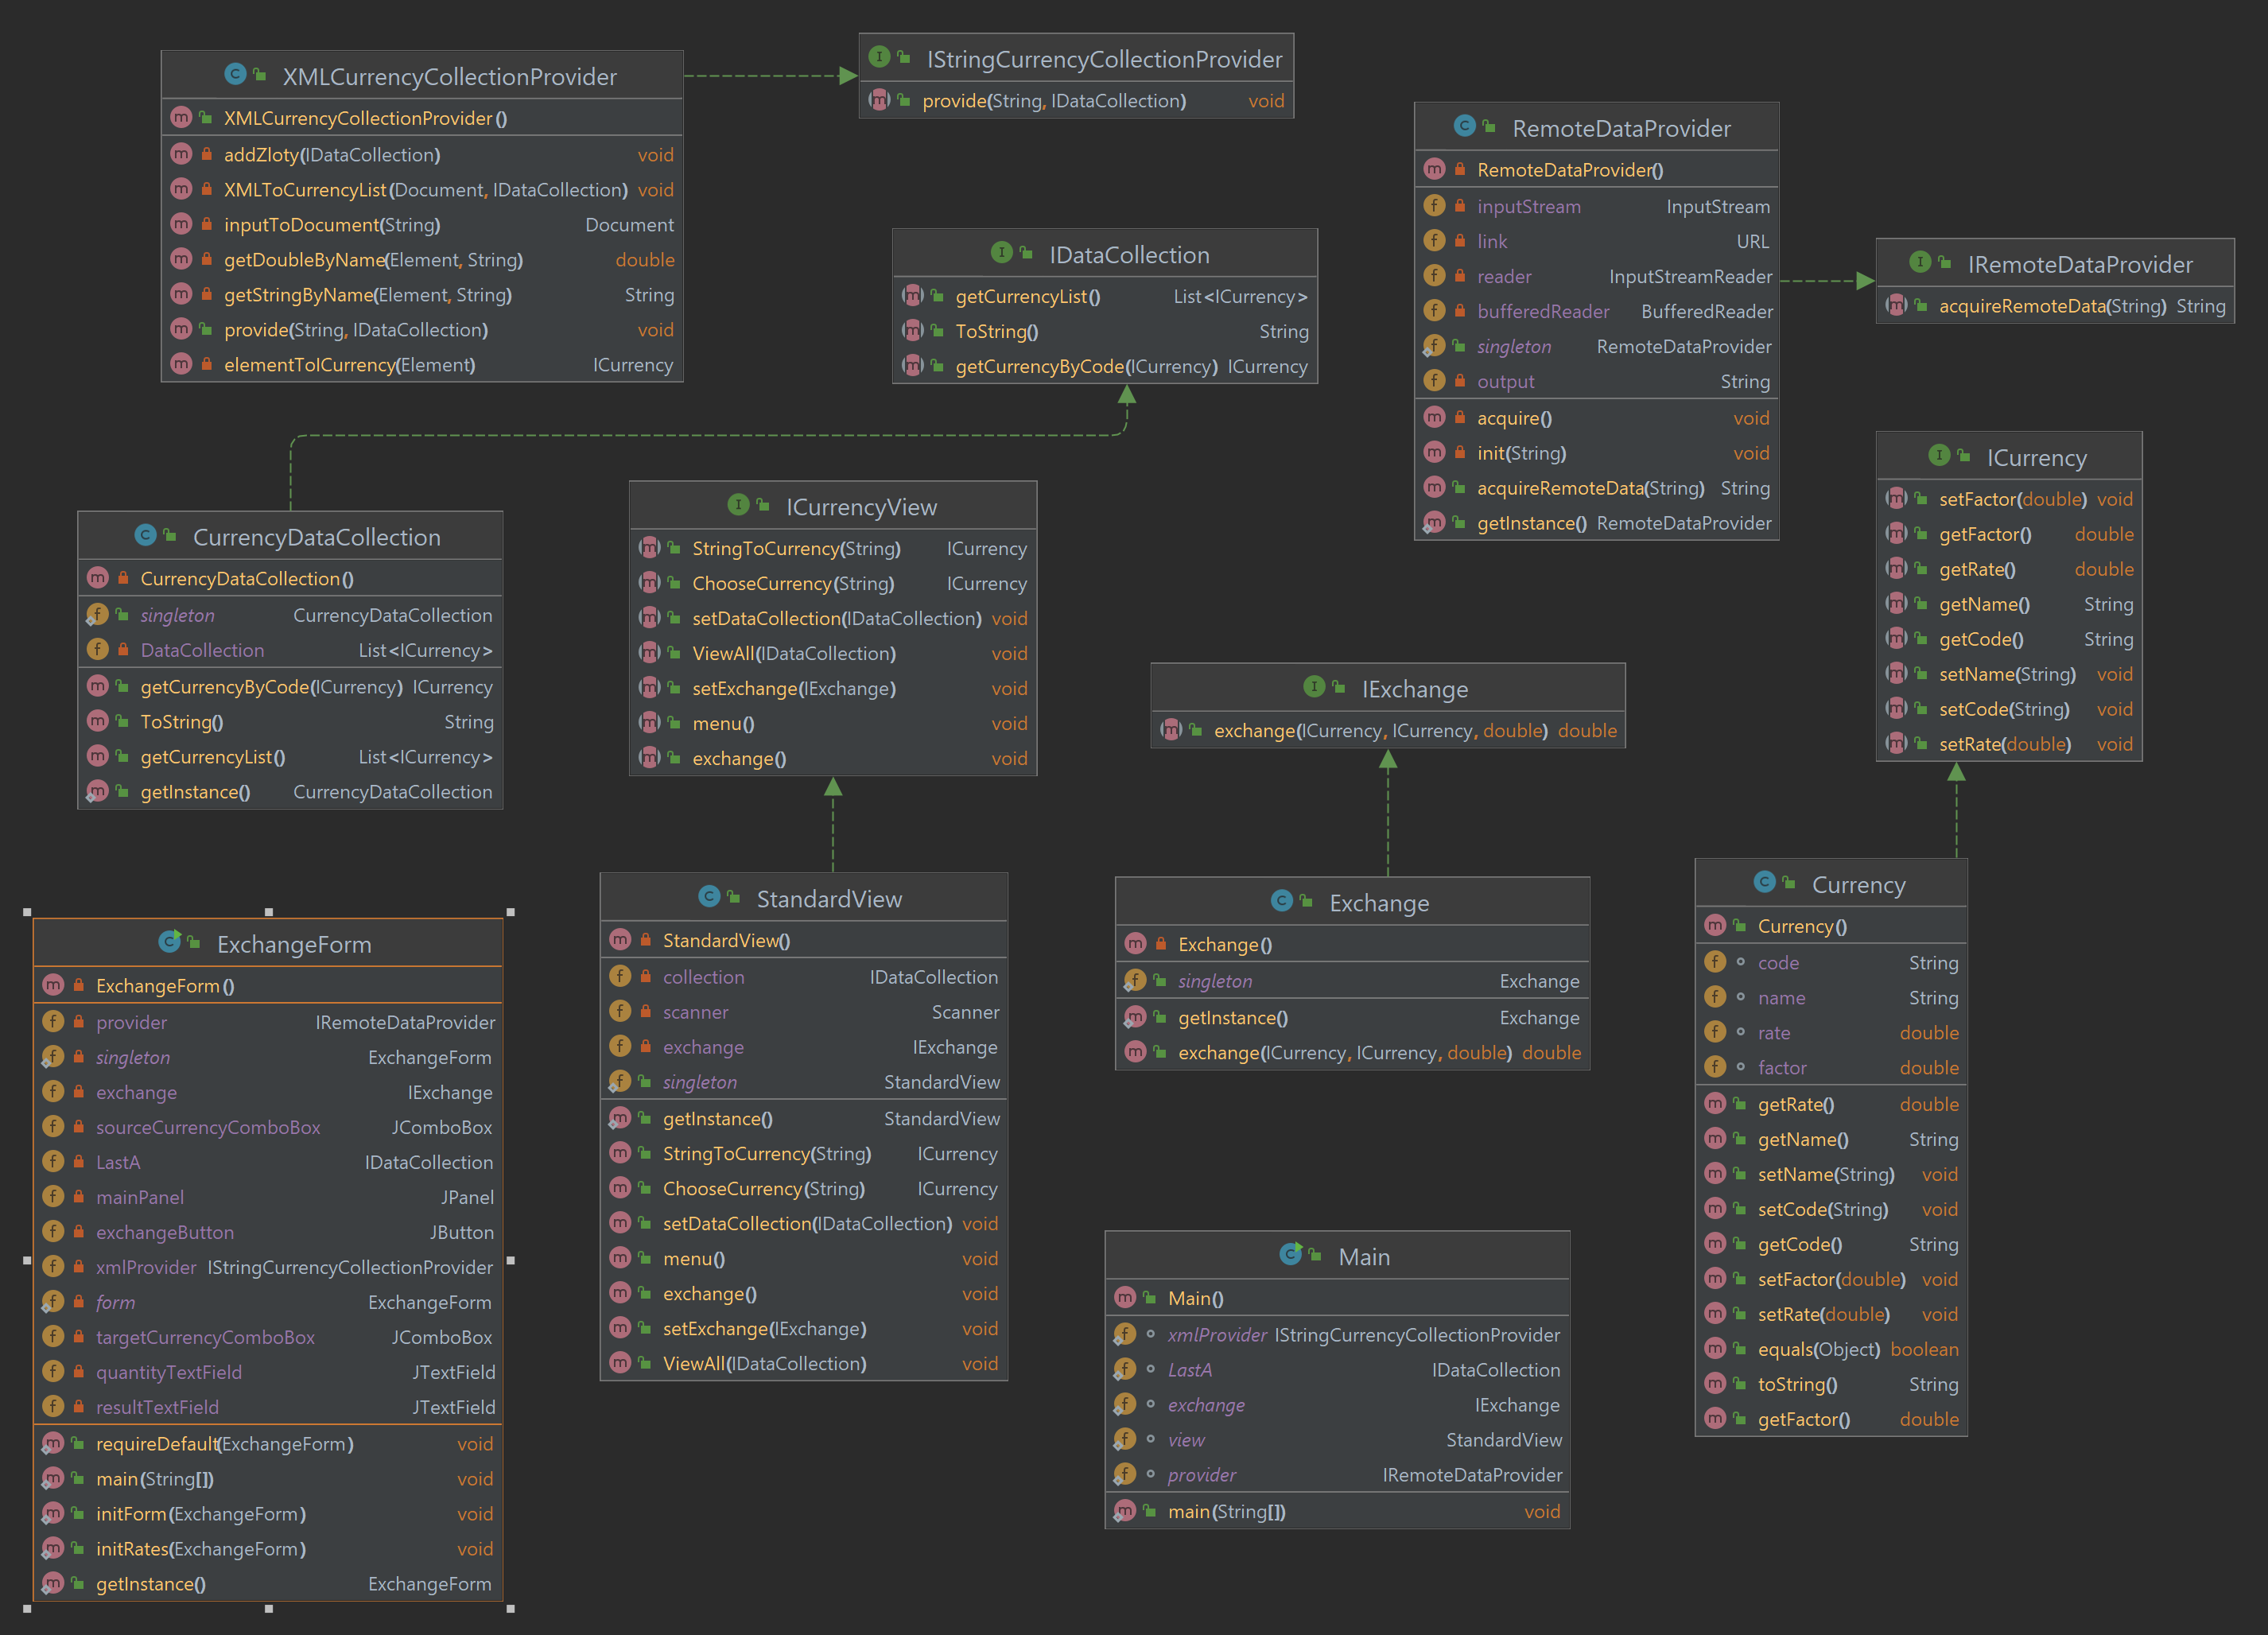 XMLCurrencyCollectionProvider
XMLCurrencyCollectionProvider()
addZloty(IDataCollection) void
XMLToCurrencyList(Document, IDataCollection) void
inputToDocument(String) Document
getDoubleByName(Element, String) double
getStringByName(Element, String) String
provide(String, IDataCollection) void
elementToICurrency(Element) ICurrency
IStringCurrencyCollectionProvider
provide(String, IDataCollection) void
RemoteDataProvider
RemoteDataProvider()
inputStream InputStream
link URL
reader InputStreamReader
bufferedReader BufferedReader
singleton RemoteDataProvider
output String
acquire() void
init(String) void
acquireRemoteData(String) String
getInstance() RemoteDataProvider
IRemoteDataProvider
acquireRemoteData(String) String
IDataCollection
getCurrencyList() List<ICurrency>
ToString() String
getCurrencyByCode(ICurrency) ICurrency
ICurrency
setFactor(double) void
getFactor() double
getRate() double
getName() String
getCode() String
setName(String) void
setCode(String) void
setRate(double) void
CurrencyDataCollection
CurrencyDataCollection()
singleton CurrencyDataCollection
DataCollection List<ICurrency>
getCurrencyByCode(ICurrency) ICurrency
ToString() String
getCurrencyList() List<ICurrency>
getInstance() CurrencyDataCollection
ICurrencyView
StringToCurrency(String) ICurrency
ChooseCurrency(String) ICurrency
setDataCollection(IDataCollection) void
ViewAll(IDataCollection) void
setExchange(IExchange) void
menu() void
exchange() void
IExchange
exchange(ICurrency, ICurrency, double) double
ExchangeForm
ExchangeForm()
provider IRemoteDataProvider
singleton ExchangeForm
exchange IExchange
sourceCurrencyComboBox JComboBox
LastA IDataCollection
mainPanel JPanel
exchangeButton JButton
xmlProvider IStringCurrencyCollectionProvider
form ExchangeForm
targetCurrencyComboBox JComboBox
quantityTextField JTextField
resultTextField JTextField
requireDefault(ExchangeForm) void
main(String[]) void
initForm(ExchangeForm) void
initRates(ExchangeForm) void
getInstance() ExchangeForm
StandardView
StandardView()
collection IDataCollection
scanner Scanner
exchange IExchange
singleton StandardView
getInstance() StandardView
StringToCurrency(String) ICurrency
ChooseCurrency(String) ICurrency
setDataCollection(IDataCollection) void
menu() void
exchange() void
setExchange(IExchange) void
ViewAll(IDataCollection) void
Exchange
Exchange()
singleton Exchange
getInstance() Exchange
exchange(ICurrency, ICurrency, double) double
Main
Main()
xmlProvider IStringCurrencyCollectionProvider
LastA IDataCollection
exchange IExchange
view StandardView
provider IRemoteDataProvider
main(String[]) void
Currency
Currency()
code String
name String
rate double
factor double
getRate() double
getName() String
setName(String) void
setCode(String) void
getCode() String
setFactor(double) void
setRate(double) void
equals(Object) boolean
toString() String
getFactor() double